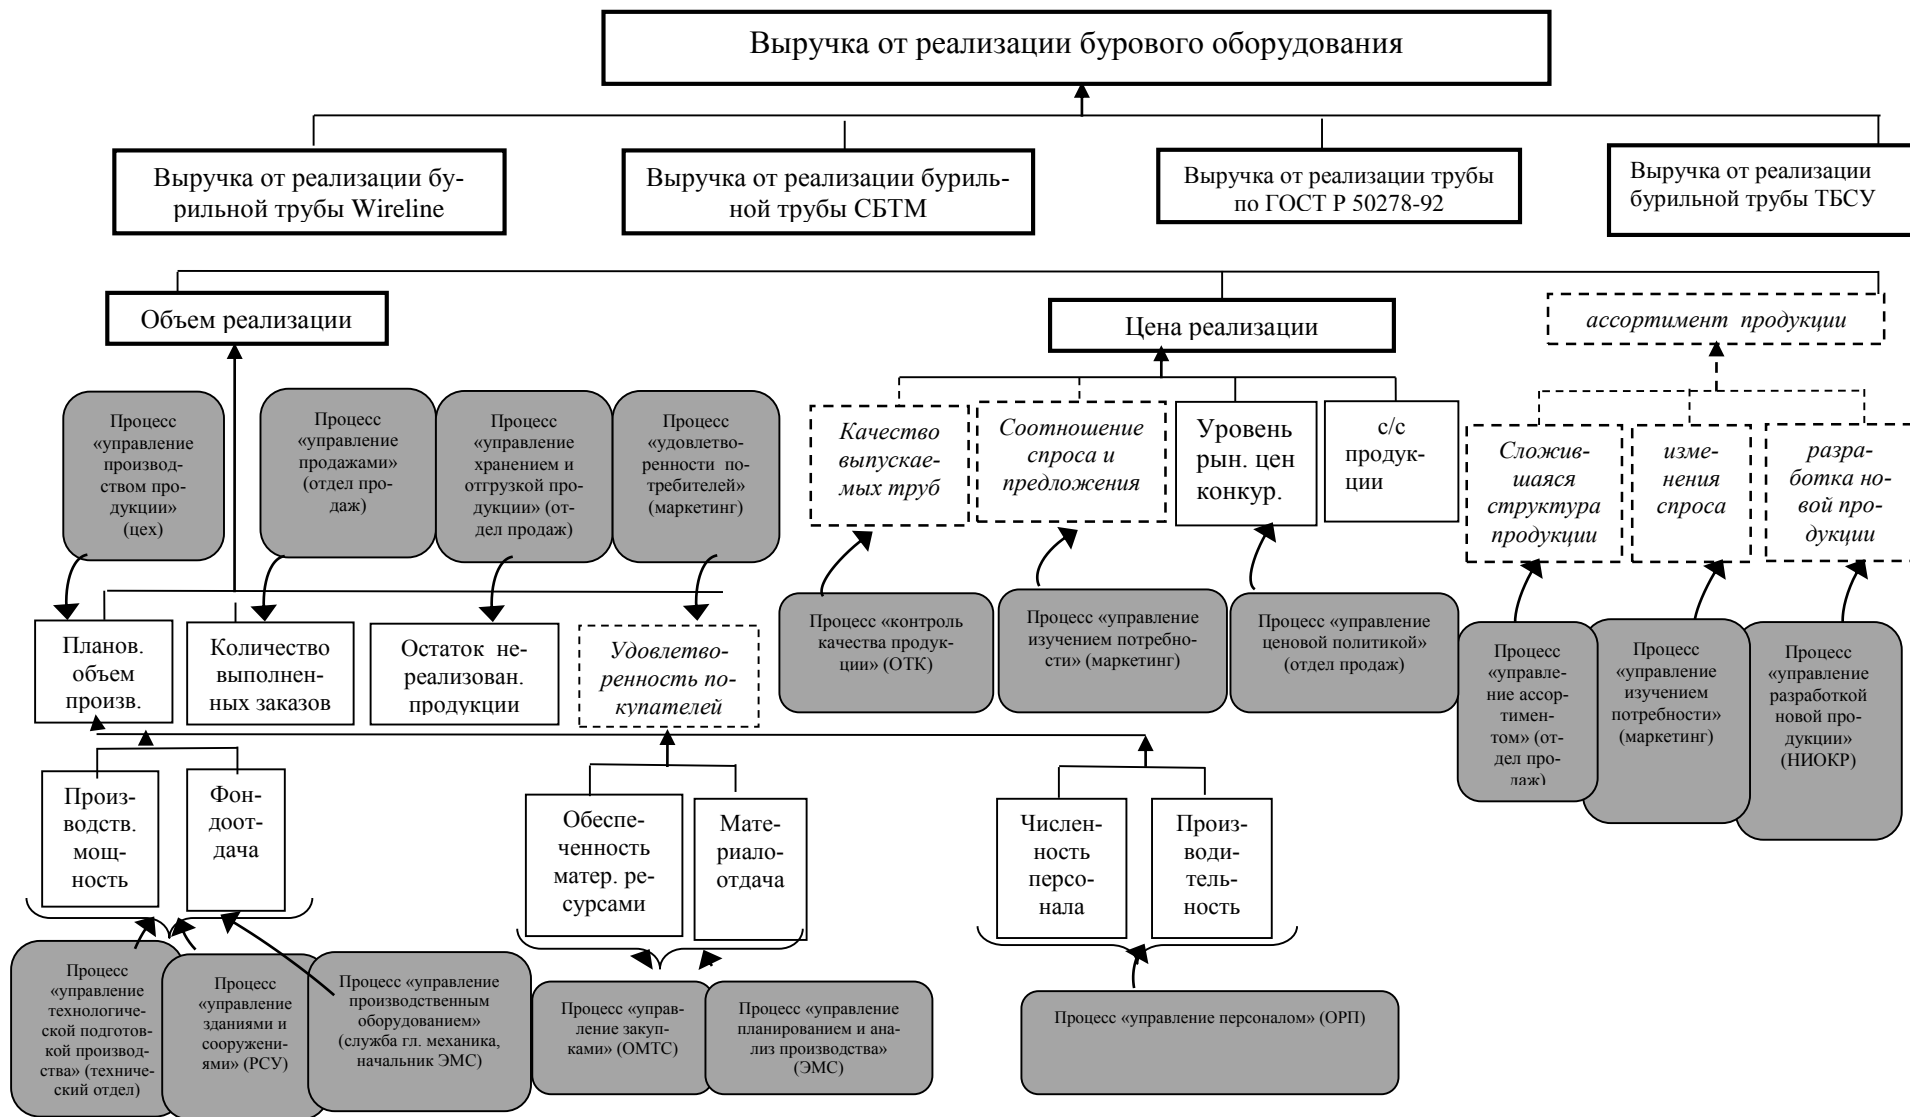 Выручка от реализации бурового оборудования
Выручка от реализации бу-
рильной трубы Wireline
Выручка от реализации буриль-
ной трубы СБТМ
Выручка от реализации трубы
по ГОСТ Р 50278-92
Выручка от реализации
бурильной трубы ТБСУ
Объем реализации
Цена реализации
ассортимент продукции
Процесс
«управление
производ-
ством про-
дукции»
(цех)
Процесс
«управление
продажами»
(отдел про-
даж)
Процесс
«управление
хранением и
отгрузкой про-
дукции» (от-
дел продаж)
Процесс
«удовлетво-
ренности по-
требителей»
(маркетинг)
Качество
выпускае-
мых труб
Соотношение
спроса и
предложения
Уровень
рын. цен
конкур.
с/с
продук-
ции
Сложив-
шаяся
структура
продукции
изме-
нения
спроса
разра-
ботка но-
вой про-
дукции
Планов.
объем
произв.
Количество
выполнен-
ных заказов
Остаток не-
реализован.
продукции
Удовлетво-
ренность по-
купателей
Процесс «контроль
качества продук-
ции» (ОТК)
Процесс «управление
изучением потребно-
сти» (маркетинг)
Процесс «управление
ценовой политикой»
(отдел продаж)
Процесс
«управле-
ние ассор-
тимен-
том» (от-
дел про-
даж)
Процесс
«управление
изучением
потребности»
(маркетинг)
Процесс
«управление
разработкой
новой про-
дукции»
(НИОКР)
Произ-
водств.
мощ-
ность
Фон-
доот-
дача
Обеспе-
ченность
матер. ре-
сурсами
Мате-
риало-
отдача
Числен-
ность
персо-
нала
Произ-
води-
тель-
ность
Процесс
«управление
технологиче-
ской подготов-
кой производ-
ства» (техниче-
ский отдел)
Процесс
«управление
зданиями и
сооружени-
ями» (РСУ)
Процесс «управление
производственным
оборудованием»
(служба гл. механика,
начальник ЭМС)
Процесс «управ-
ление закуп-
ками» (ОМТС)
Процесс «управление
планированием и ана-
лиз производства»
(ЭМС)
Процесс «управление персоналом» (ОРП)